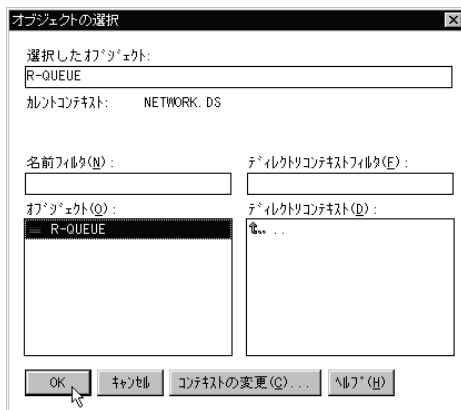 オブジェクトの選択
選択したｵﾌﾞｼﾞｪｸﾄ:
R-QUEUE
ｶﾚﾝﾄｺﾝﾃｷｽﾄ: NETWORK.DS
名前ﾌｨﾙﾀ(N): ﾃﾞｨﾚｸﾄﾘｺﾝﾃｷｽﾄﾌｨﾙﾀ(F):
ｵﾌﾞｼﾞｪｸﾄ(O): ﾃﾞｨﾚｸﾄﾘｺﾝﾃｷｽﾄ(D):
R-QUEUE ..
OK ｷｬﾝｾﾙ ｺﾝﾃｷｽﾄの変更(C)... ﾍﾙﾌﾟ(H)